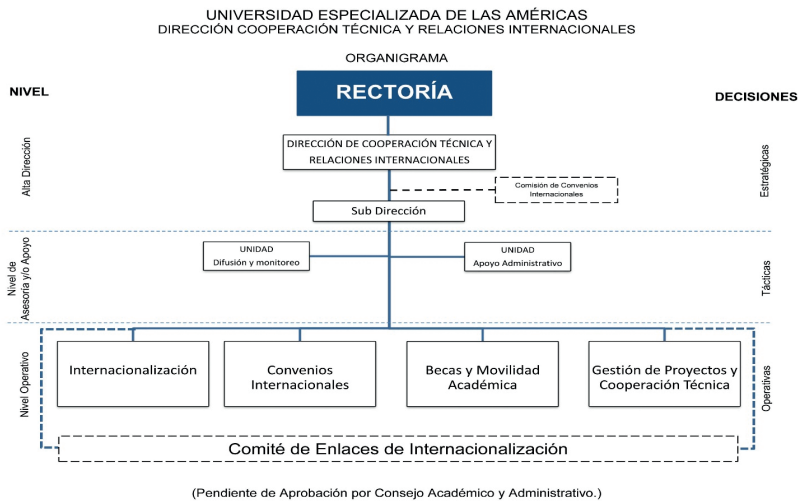 UNIVERSIDAD ESPECIALIZADA DE LAS AMÉRICAS
DIRECCIÓN COOPERACIÓN TÉCNICA Y RELACIONES INTERNACIONALES
ORGANIGRAMA
NIVEL
RECTORÍA
DECISIONES
Alta Dirección
DIRECCIÓN DE COOPERACIÓN TÉCNICA Y
RELACIONES INTERNACIONALES
Estratégicas
Comisión de Convenios
Internacionales
Sub Dirección
Nivel de
Asesoría y/o Apoyo
UNIDAD
Difusión y monitoreo
UNIDAD
Apoyo Administrativo
Tácticas
Nivel Operativo
Internacionalización
Convenios
Internacionales
Becas y Movilidad
Académica
Gestión de Proyectos y
Cooperación Técnica
Operativas
Comité de Enlaces de Internacionalización
(Pendiente de Aprobación por Consejo Académico y Administrativo.)